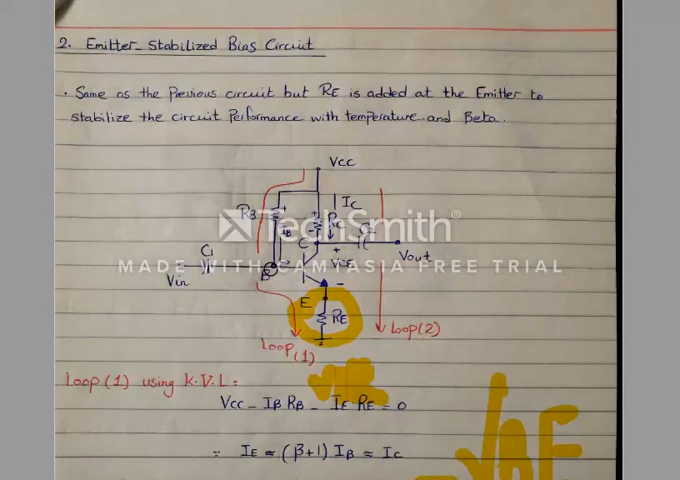 2. Emitter_Stabilized Bias Circuit
. Same as the Previous circuit but RE is added at the Emitter to
stabilize the circuit Performance with temperature and Beta.
Vcc
IC
RB
+
+
RC
TechSmith
IB
C2
C
C1
+
VCE
Vout
MADE WITH CAMTASIA FREE TRIAL
B
Vin
-
E
RE
Loop(2)
Loop(1)
Loop (1) using K.V.L:
Vcc - IB RB - IE RE = 0
∵ IE ≈ (β+1) IB ≈ IC